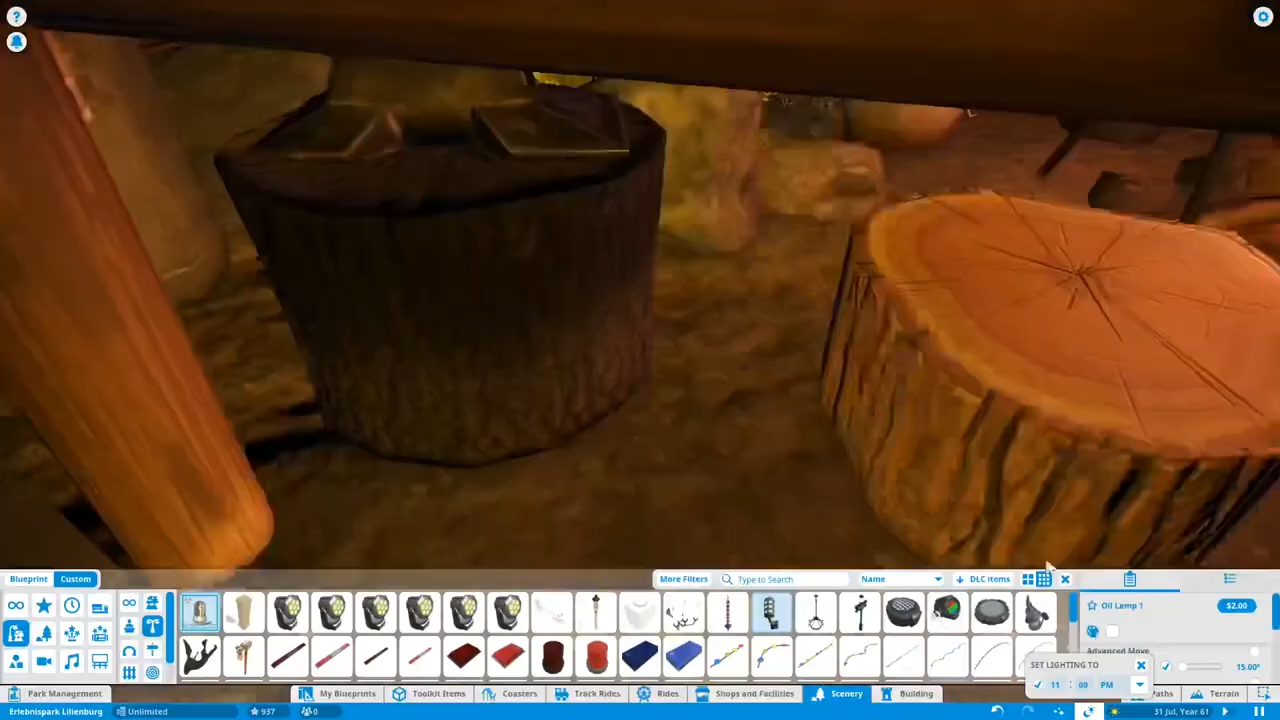 ?
Blueprint
Custom
More Filters
Type to Search
Name
DLC items
Oil Lamp 1
$2.00
Advanced Move
15.00°
SET LIGHTING TO
11 : 00 PM
Park Management
My Blueprints
Toolkit Items
Coasters
Track Rides
Rides
Shops and Facilities
Scenery
Building
Paths
Terrain
Erlebnispark Lilienburg
Unlimited
937
0
31 Jul, Year 61